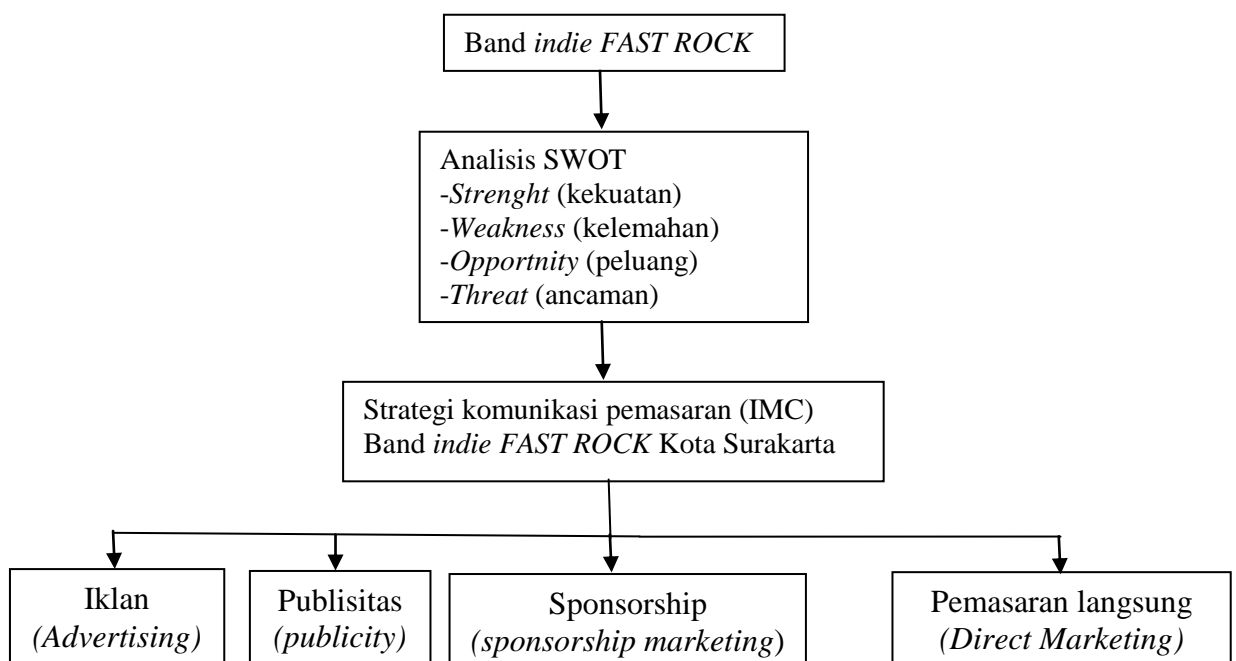 Band indie FAST ROCK
Analisis SWOT
-Strenght (kekuatan)
-Weakness (kelemahan)
-Opportnity (peluang)
-Threat (ancaman)
Strategi komunikasi pemasaran (IMC)
Band indie FAST ROCK Kota Surakarta
Iklan
(Advertising)
Publisitas
(publicity)
Sponsorship
(sponsorship marketing)
Pemasaran langsung
(Direct Marketing)